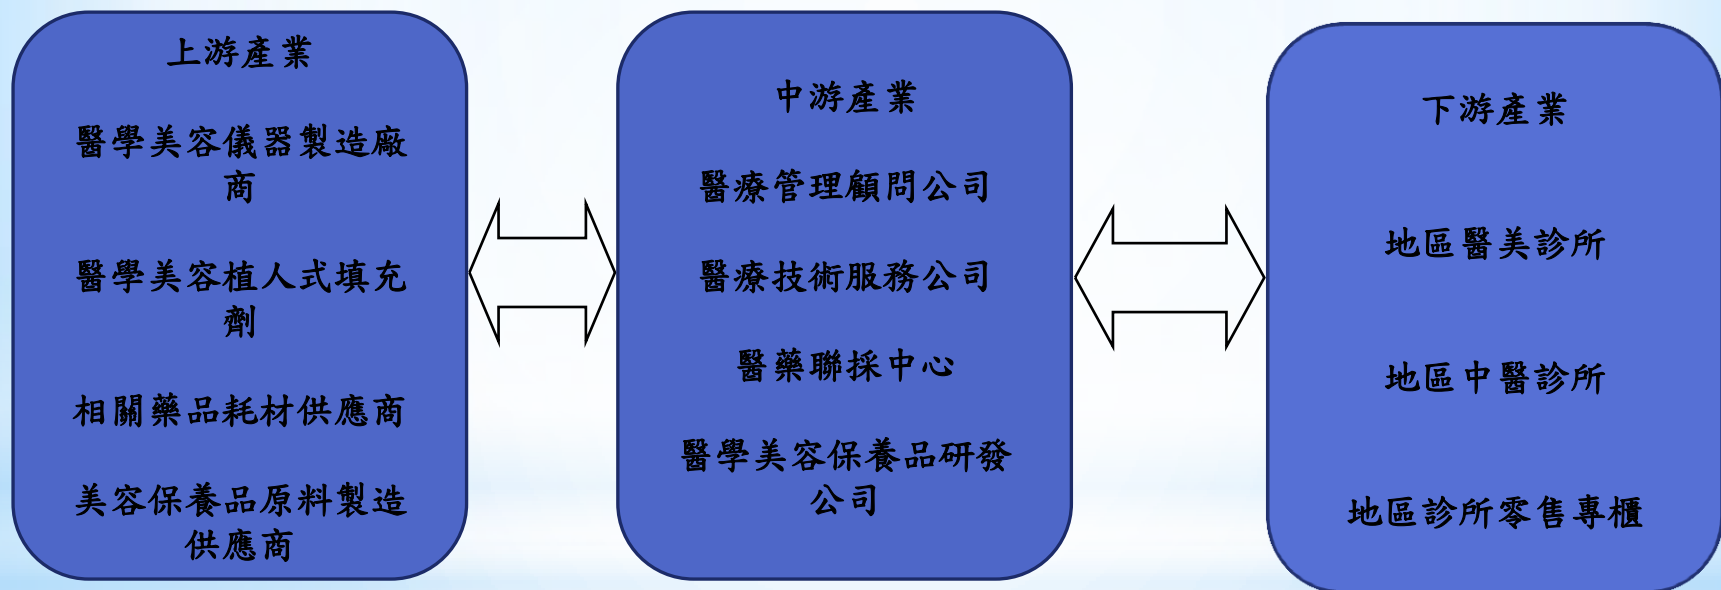 上游產業
醫學美容儀器製造廠
商
醫學美容植人式填充
劑
相關藥品耗材供應商
美容保養品原料製造
供應商
中游產業
醫療管理顧問公司
醫療技術服務公司
醫藥聯採中心
醫學美容保養品研發
公司
下游產業
地區醫美診所
地區中醫診所
地區診所零售專櫃